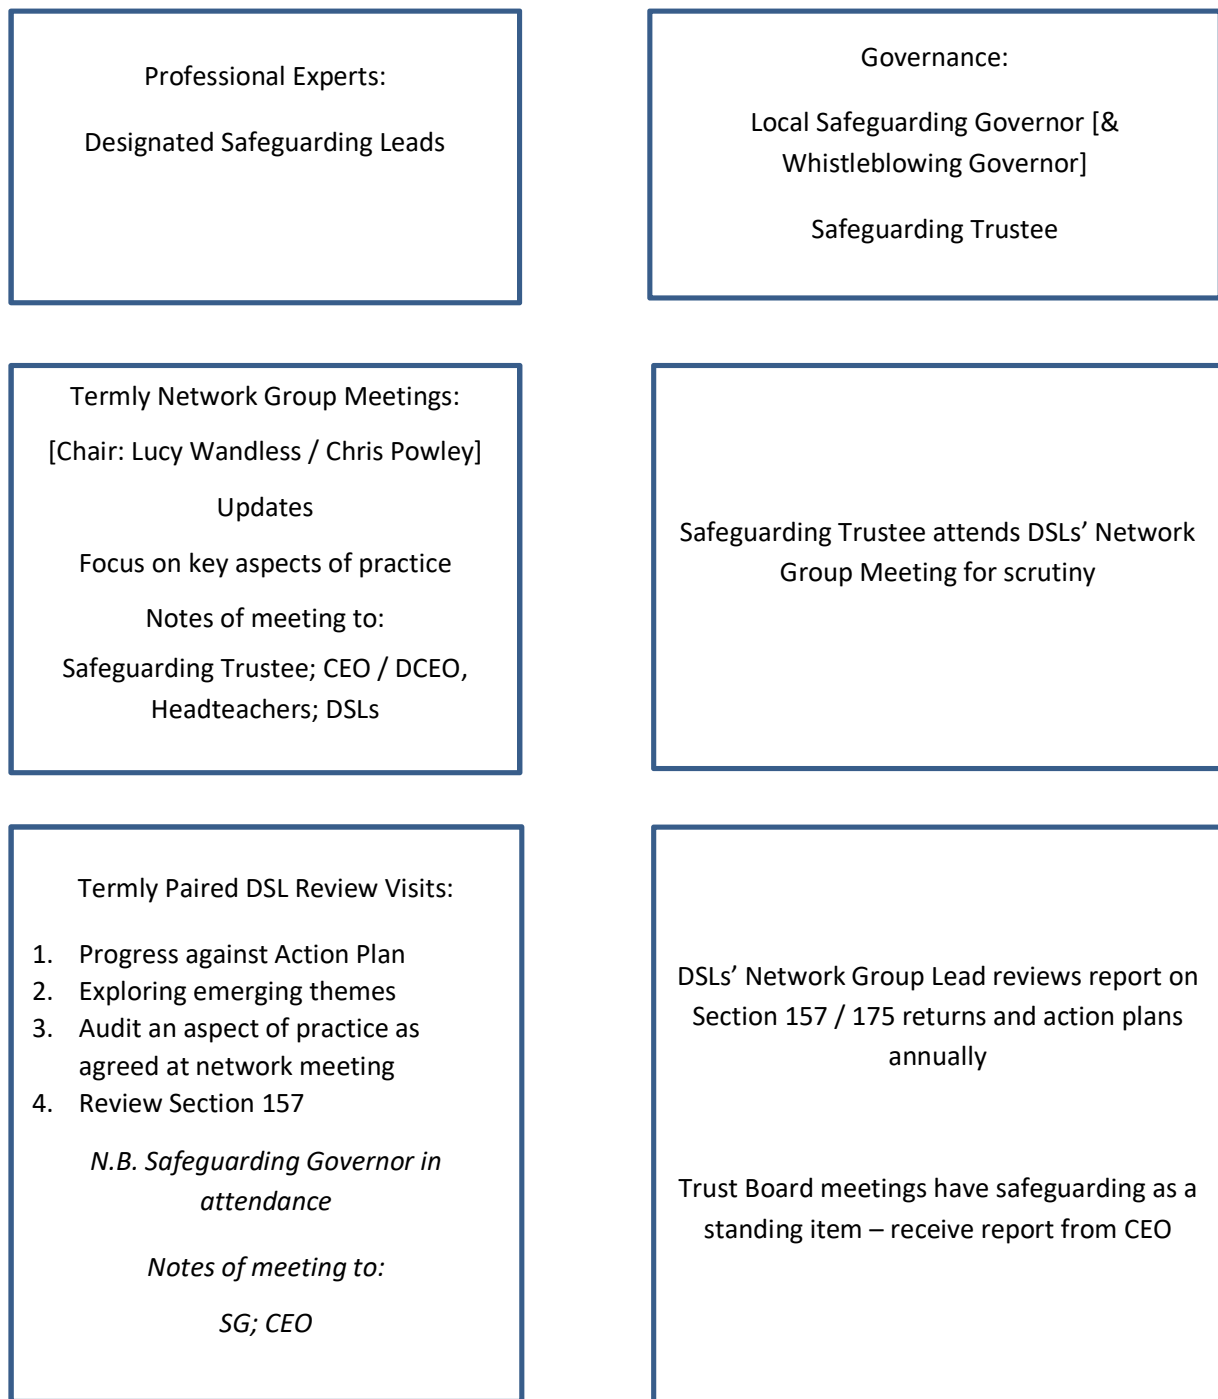 Professional Experts:
Designated Safeguarding Leads
Governance:
Local Safeguarding Governor [&
Whistleblowing Governor]
Safeguarding Trustee
Termly Network Group Meetings:
[Chair: Lucy Wandless / Chris Powley]
Updates
Focus on key aspects of practice
Notes of meeting to:
Safeguarding Trustee; CEO / DCEO,
Headteachers; DSLs
Safeguarding Trustee attends DSLs’ Network
Group Meeting for scrutiny
Termly Paired DSL Review Visits:
1. Progress against Action Plan
2. Exploring emerging themes
3. Audit an aspect of practice as
agreed at network meeting
4. Review Section 157
N.B. Safeguarding Governor in
attendance
Notes of meeting to:
SG; CEO
DSLs’ Network Group Lead reviews report on
Section 157 / 175 returns and action plans
annually
Trust Board meetings have safeguarding as a
standing item – receive report from CEO